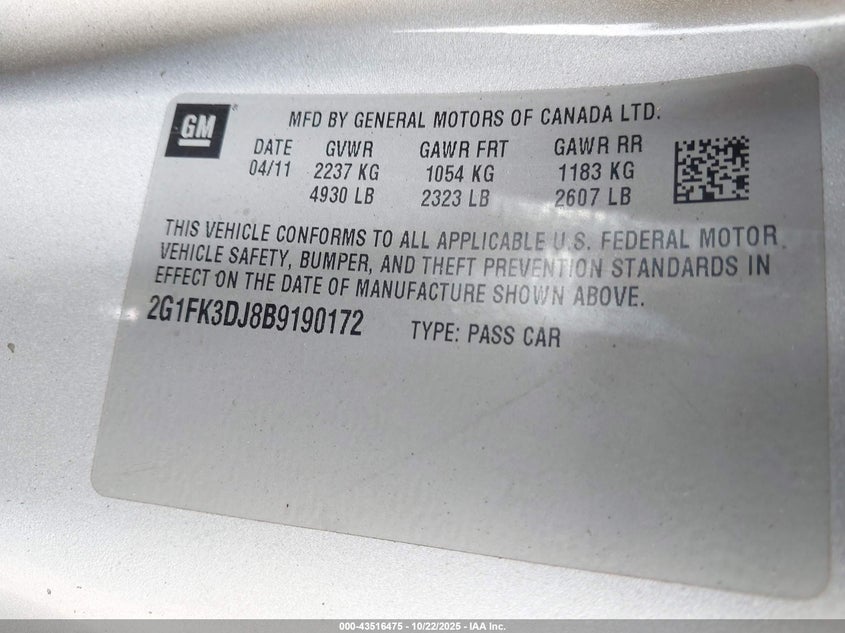 GM
MFD BY GENERAL MOTORS OF CANADA LTD.
DATE GVWR GAWR FRT GAWR RR
04/11 2237 KG 1054 KG 1183 KG
4930 LB 2323 LB 2607 LB
THIS VEHICLE CONFORMS TO ALL APPLICABLE U.S. FEDERAL MOTOR
VEHICLE SAFETY, BUMPER, AND THEFT PREVENTION STANDARDS IN
EFFECT ON THE DATE OF MANUFACTURE SHOWN ABOVE.
2G1FK3DJ8B9190172 TYPE: PASS CAR
000-43516475 - 10/22/2025 - IAA Inc.